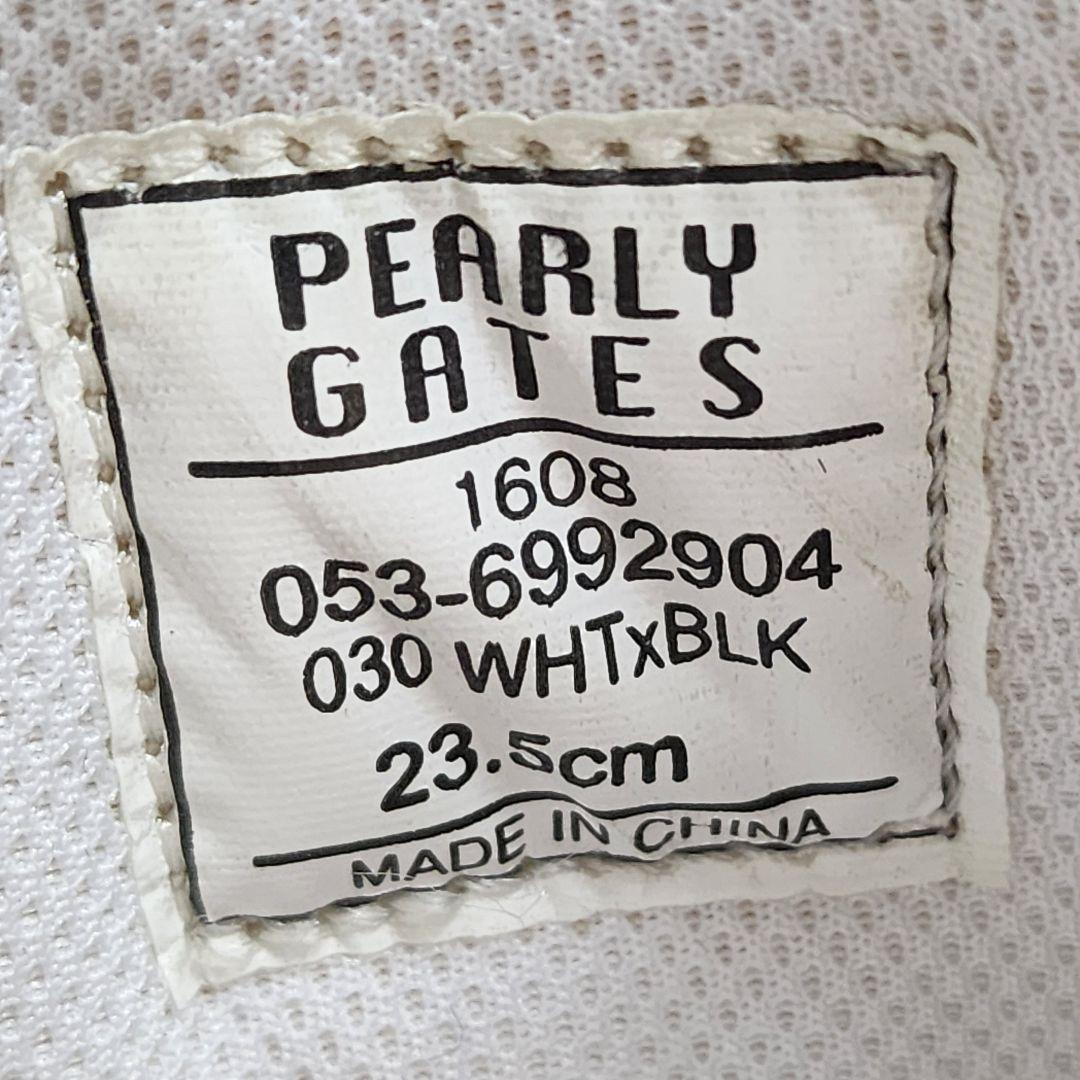 PEARLY
GATES
1608
053-6992904
030 WHTxBLK
23.5cm
MADE IN CHINA